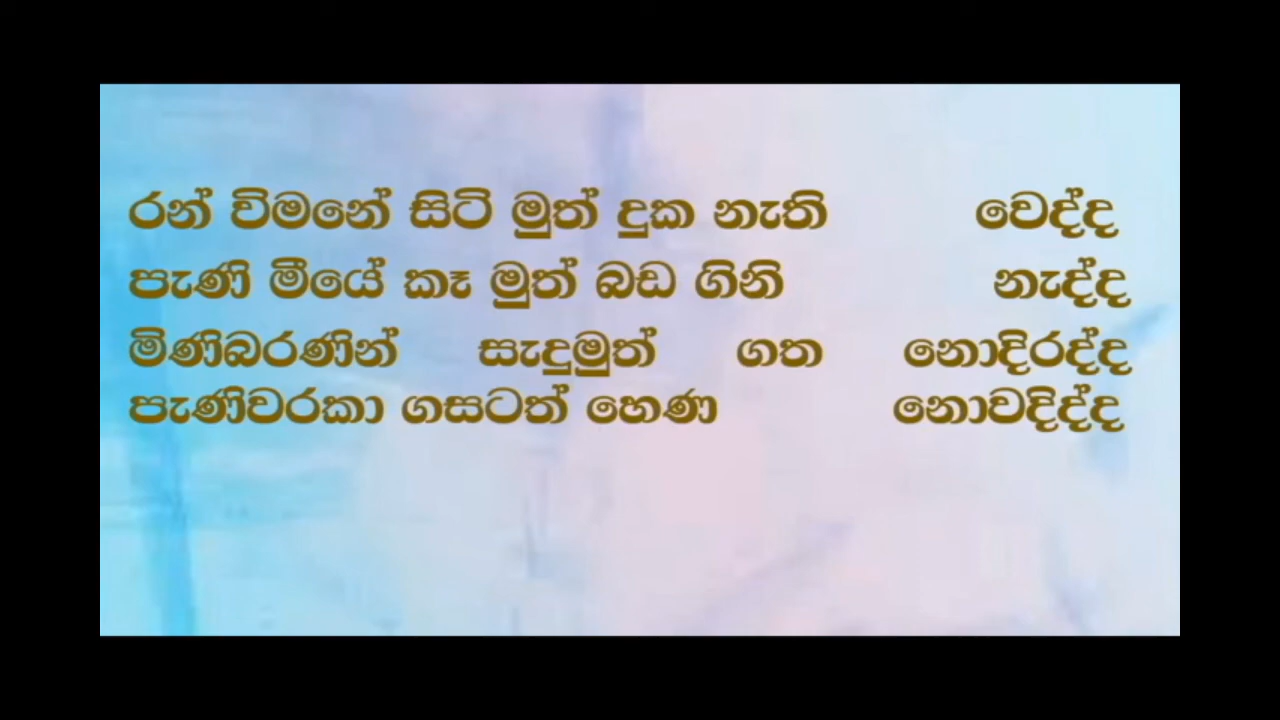 රන් විමනේ සිටි මුත් දුක නැති වෙද්ද
පැණි මීයේ කෑ මුත් බඩ ගිනි නැද්ද
මිණිබරණින් සැදුමුත් ගත නොදිරද්ද
පැණිවරකා ගසටත් හෙණ නොවදිද්ද